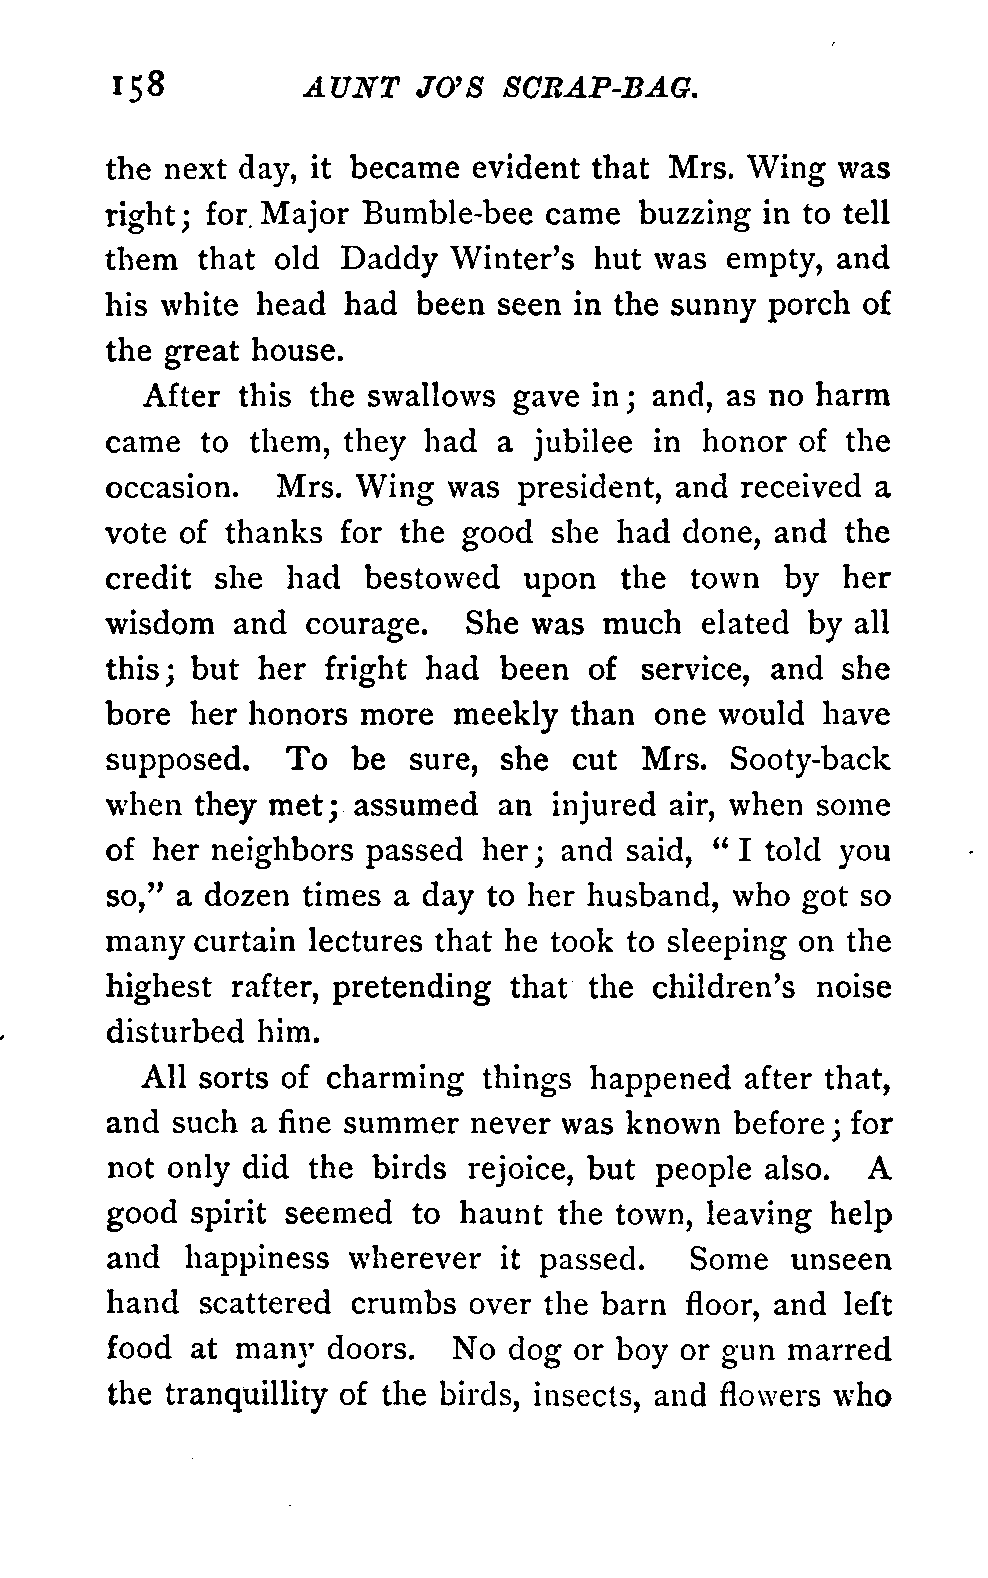 158 AUNT JO'S SCRAP-BAG.
the next day, it became evident that Mrs. Wing was
right; for Major Bumble-bee came buzzing in to tell
them that old Daddy Winter's hut was empty, and
his white head had been seen in the sunny porch of
the great house.
After this the swallows gave in; and, as no harm
came to them, they had a jubilee in honor of the
occasion. Mrs. Wing was president, and received a
vote of thanks for the good she had done, and the
credit she had bestowed upon the town by her
wisdom and courage. She was much elated by all
this; but her fright had been of service, and she
bore her honors more meekly than one would have
supposed. To be sure, she cut Mrs. Sooty-back
when they met; assumed an injured air, when some
of her neighbors passed her; and said, "I told you
so," a dozen times a day to her husband, who got so
many curtain lectures that he took to sleeping on the
highest rafter, pretending that the children's noise
disturbed him.
All sorts of charming things happened after that,
and such a fine summer never was known before; for
not only did the birds rejoice, but people also. A
good spirit seemed to haunt the town, leaving help
and happiness wherever it passed. Some unseen
hand scattered crumbs over the barn floor, and left
food at many doors. No dog or boy or gun marred
the tranquillity of the birds, insects, and flowers who